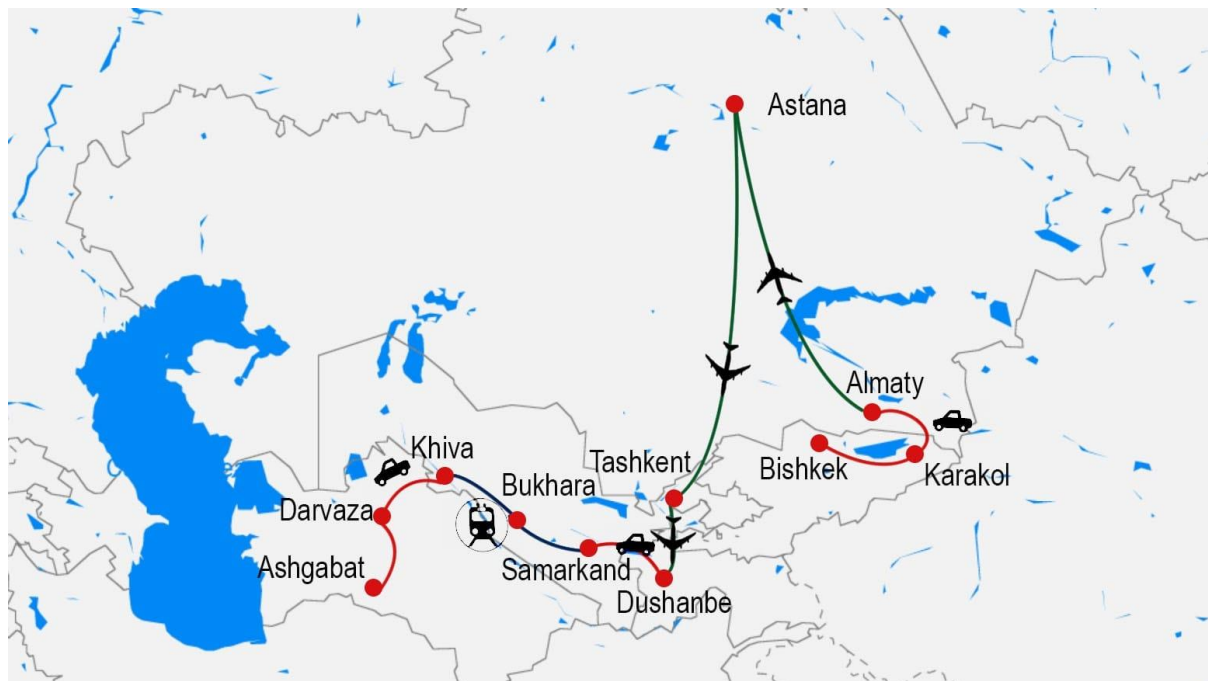 Astana
Almaty
Khiva
Tashkent
Bishkek
Karakol
Bukhara
Darvaza
Ashgabat
Samarkand
Dushanbe